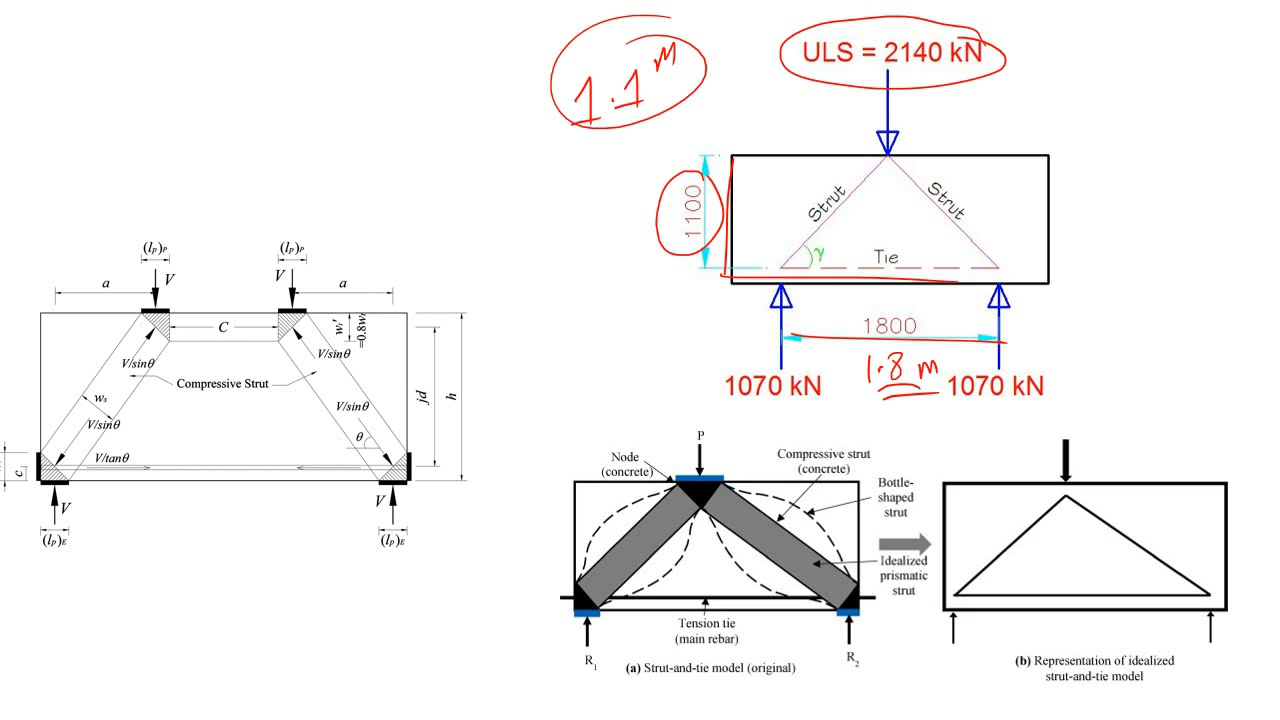 1.1 m
ULS = 2140 kN
1100
Strut
Strut
γ
Tie
1800
1.8 m
1070 kN
1070 kN
(lp)P
(lp)P
V
V
a
a
C
wt'
=0.8wt
V/sinθ
V/sinθ
Compressive Strut
ws
V/sinθ
V/sinθ
θ
jd
h
V/tanθ
c
V
V
(lp)E
(lp)E
P
Node
(concrete)
Compressive strut
(concrete)
Bottle-
shaped
strut
Idealized
prismatic
strut
Tension tie
(main rebar)
R1
R2
(a) Strut-and-tie model (original)
(b) Representation of idealized
strut-and-tie model